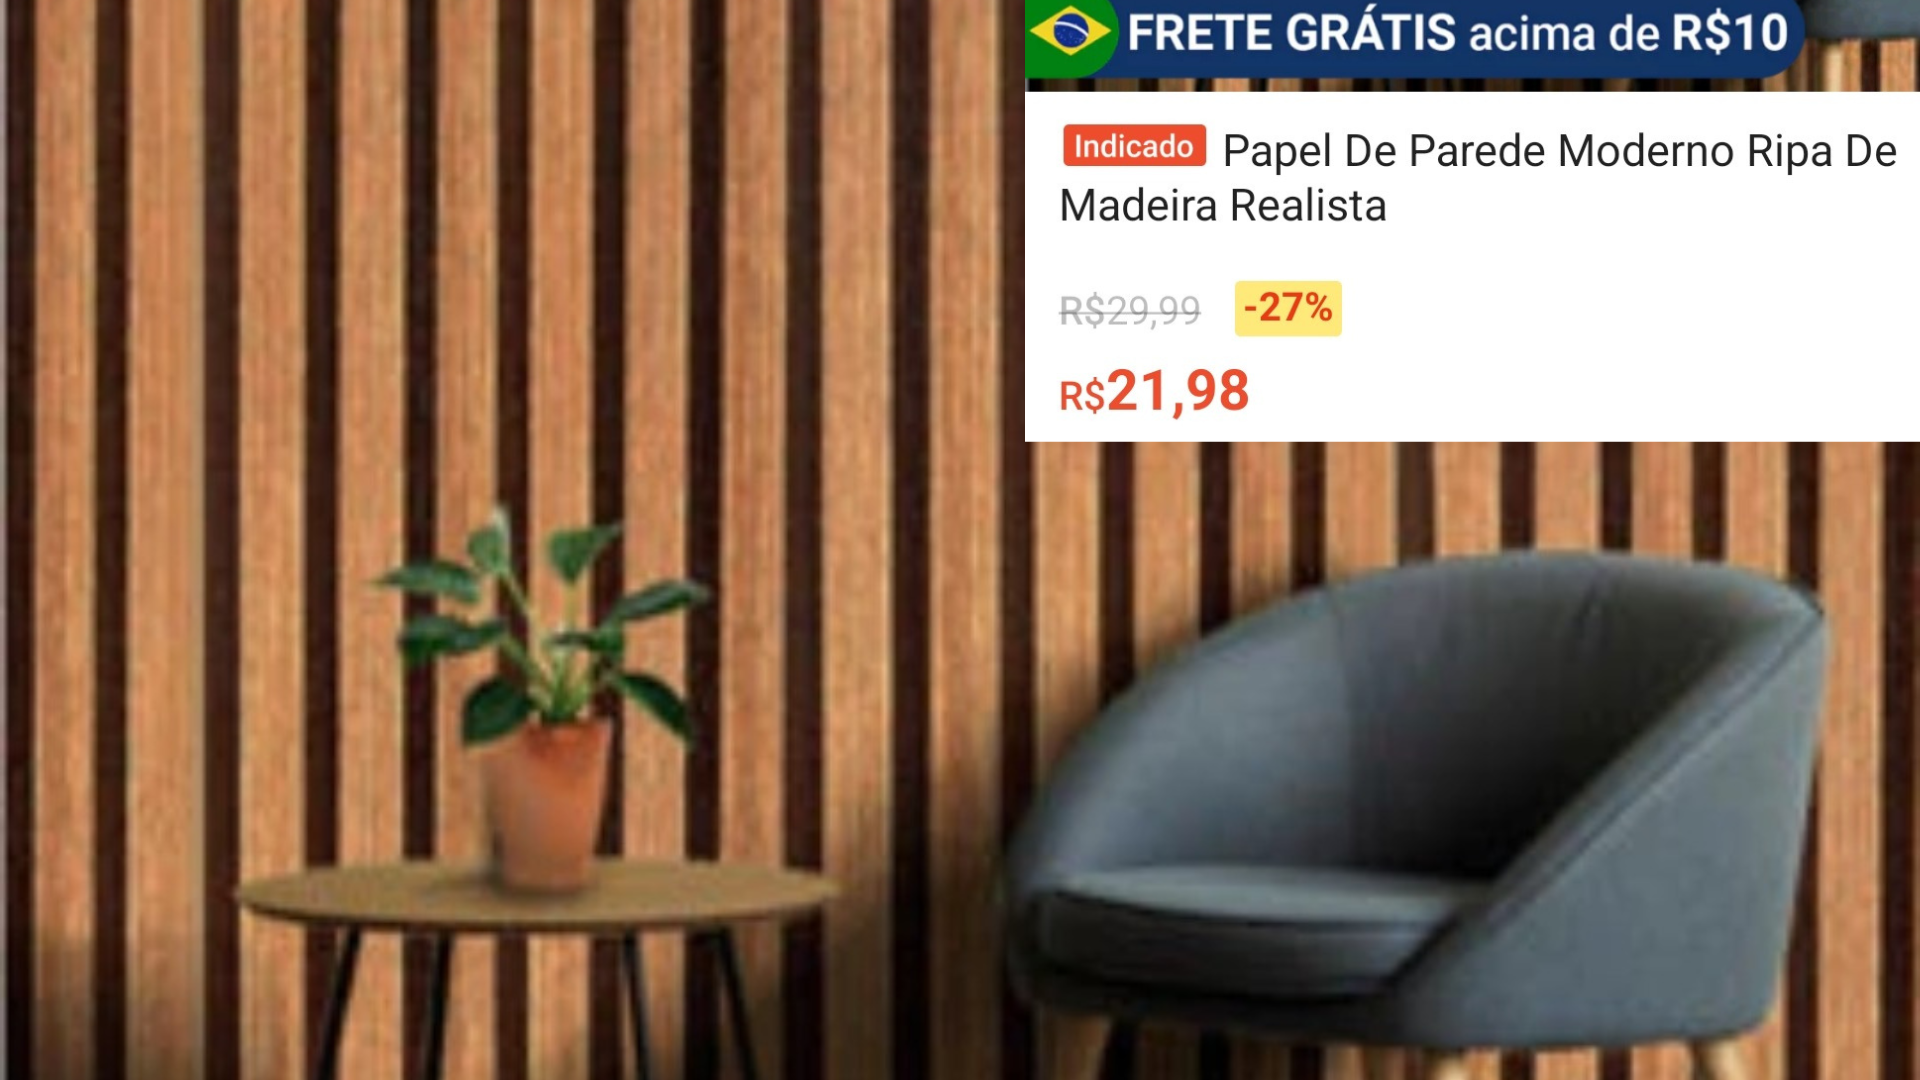 FRETE GRÁTIS acima de R$10
Indicado Papel De Parede Moderno Ripa De
Madeira Realista
R$29,99 -27%
R$21,98